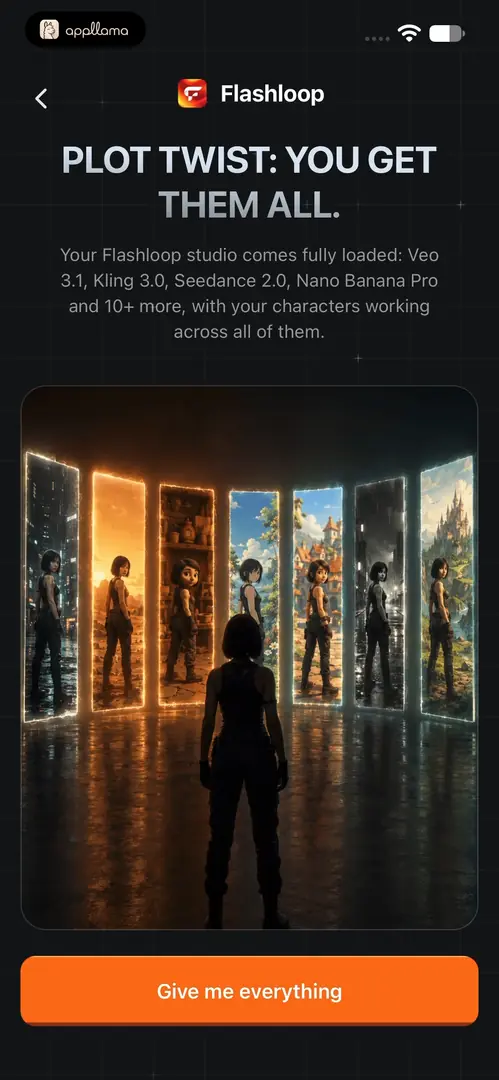 appllama
Flashloop
PLOT TWIST: YOU GET
THEM ALL.
Your Flashloop studio comes fully loaded: Veo
3.1, Kling 3.0, Seedance 2.0, Nano Banana Pro
and 10+ more, with your characters working
across all of them.
Give me everything